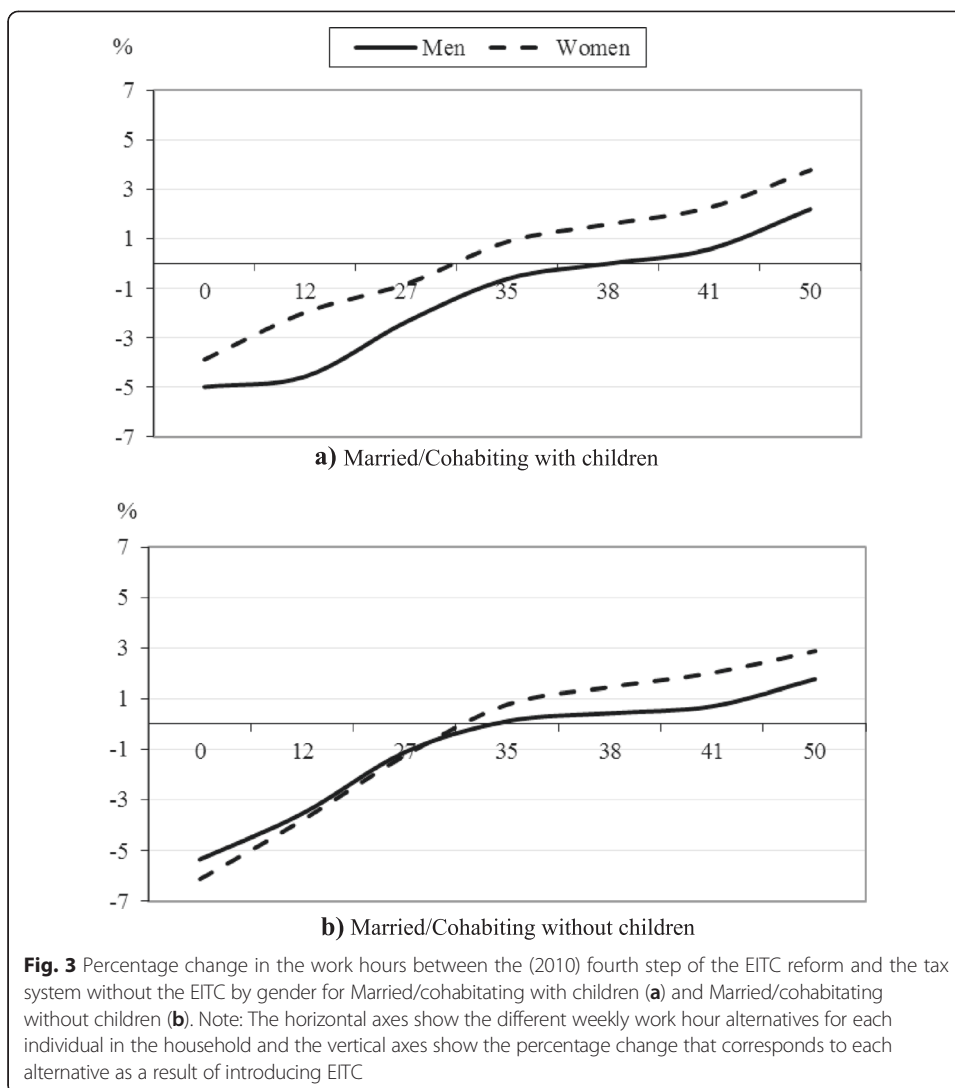 %
Men Women
7
5
3
1
-1
-3
-5
-7
0 12 27 35 38 41 50
a) Married/Cohabiting with children
%
7
5
3
1
-1
-3
-5
-7
0 12 27 35 38 41 50
b) Married/Cohabiting without children
Fig. 3 Percentage change in the work hours between the (2010) fourth step of the EITC reform and the tax
system without the EITC by gender for Married/cohabitating with children (a) and Married/cohabitating
without children (b). Note: The horizontal axes show the different weekly work hour alternatives for each
individual in the household and the vertical axes show the percentage change that corresponds to each
alternative as a result of introducing EITC